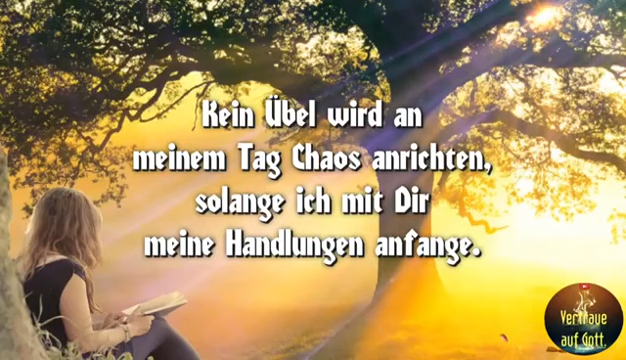 Kein Übel wird an
meinem Tag Chaos anrichten,
solange ich mit Dir
meine Handlungen anfange.
Vertraue
auf Gott.